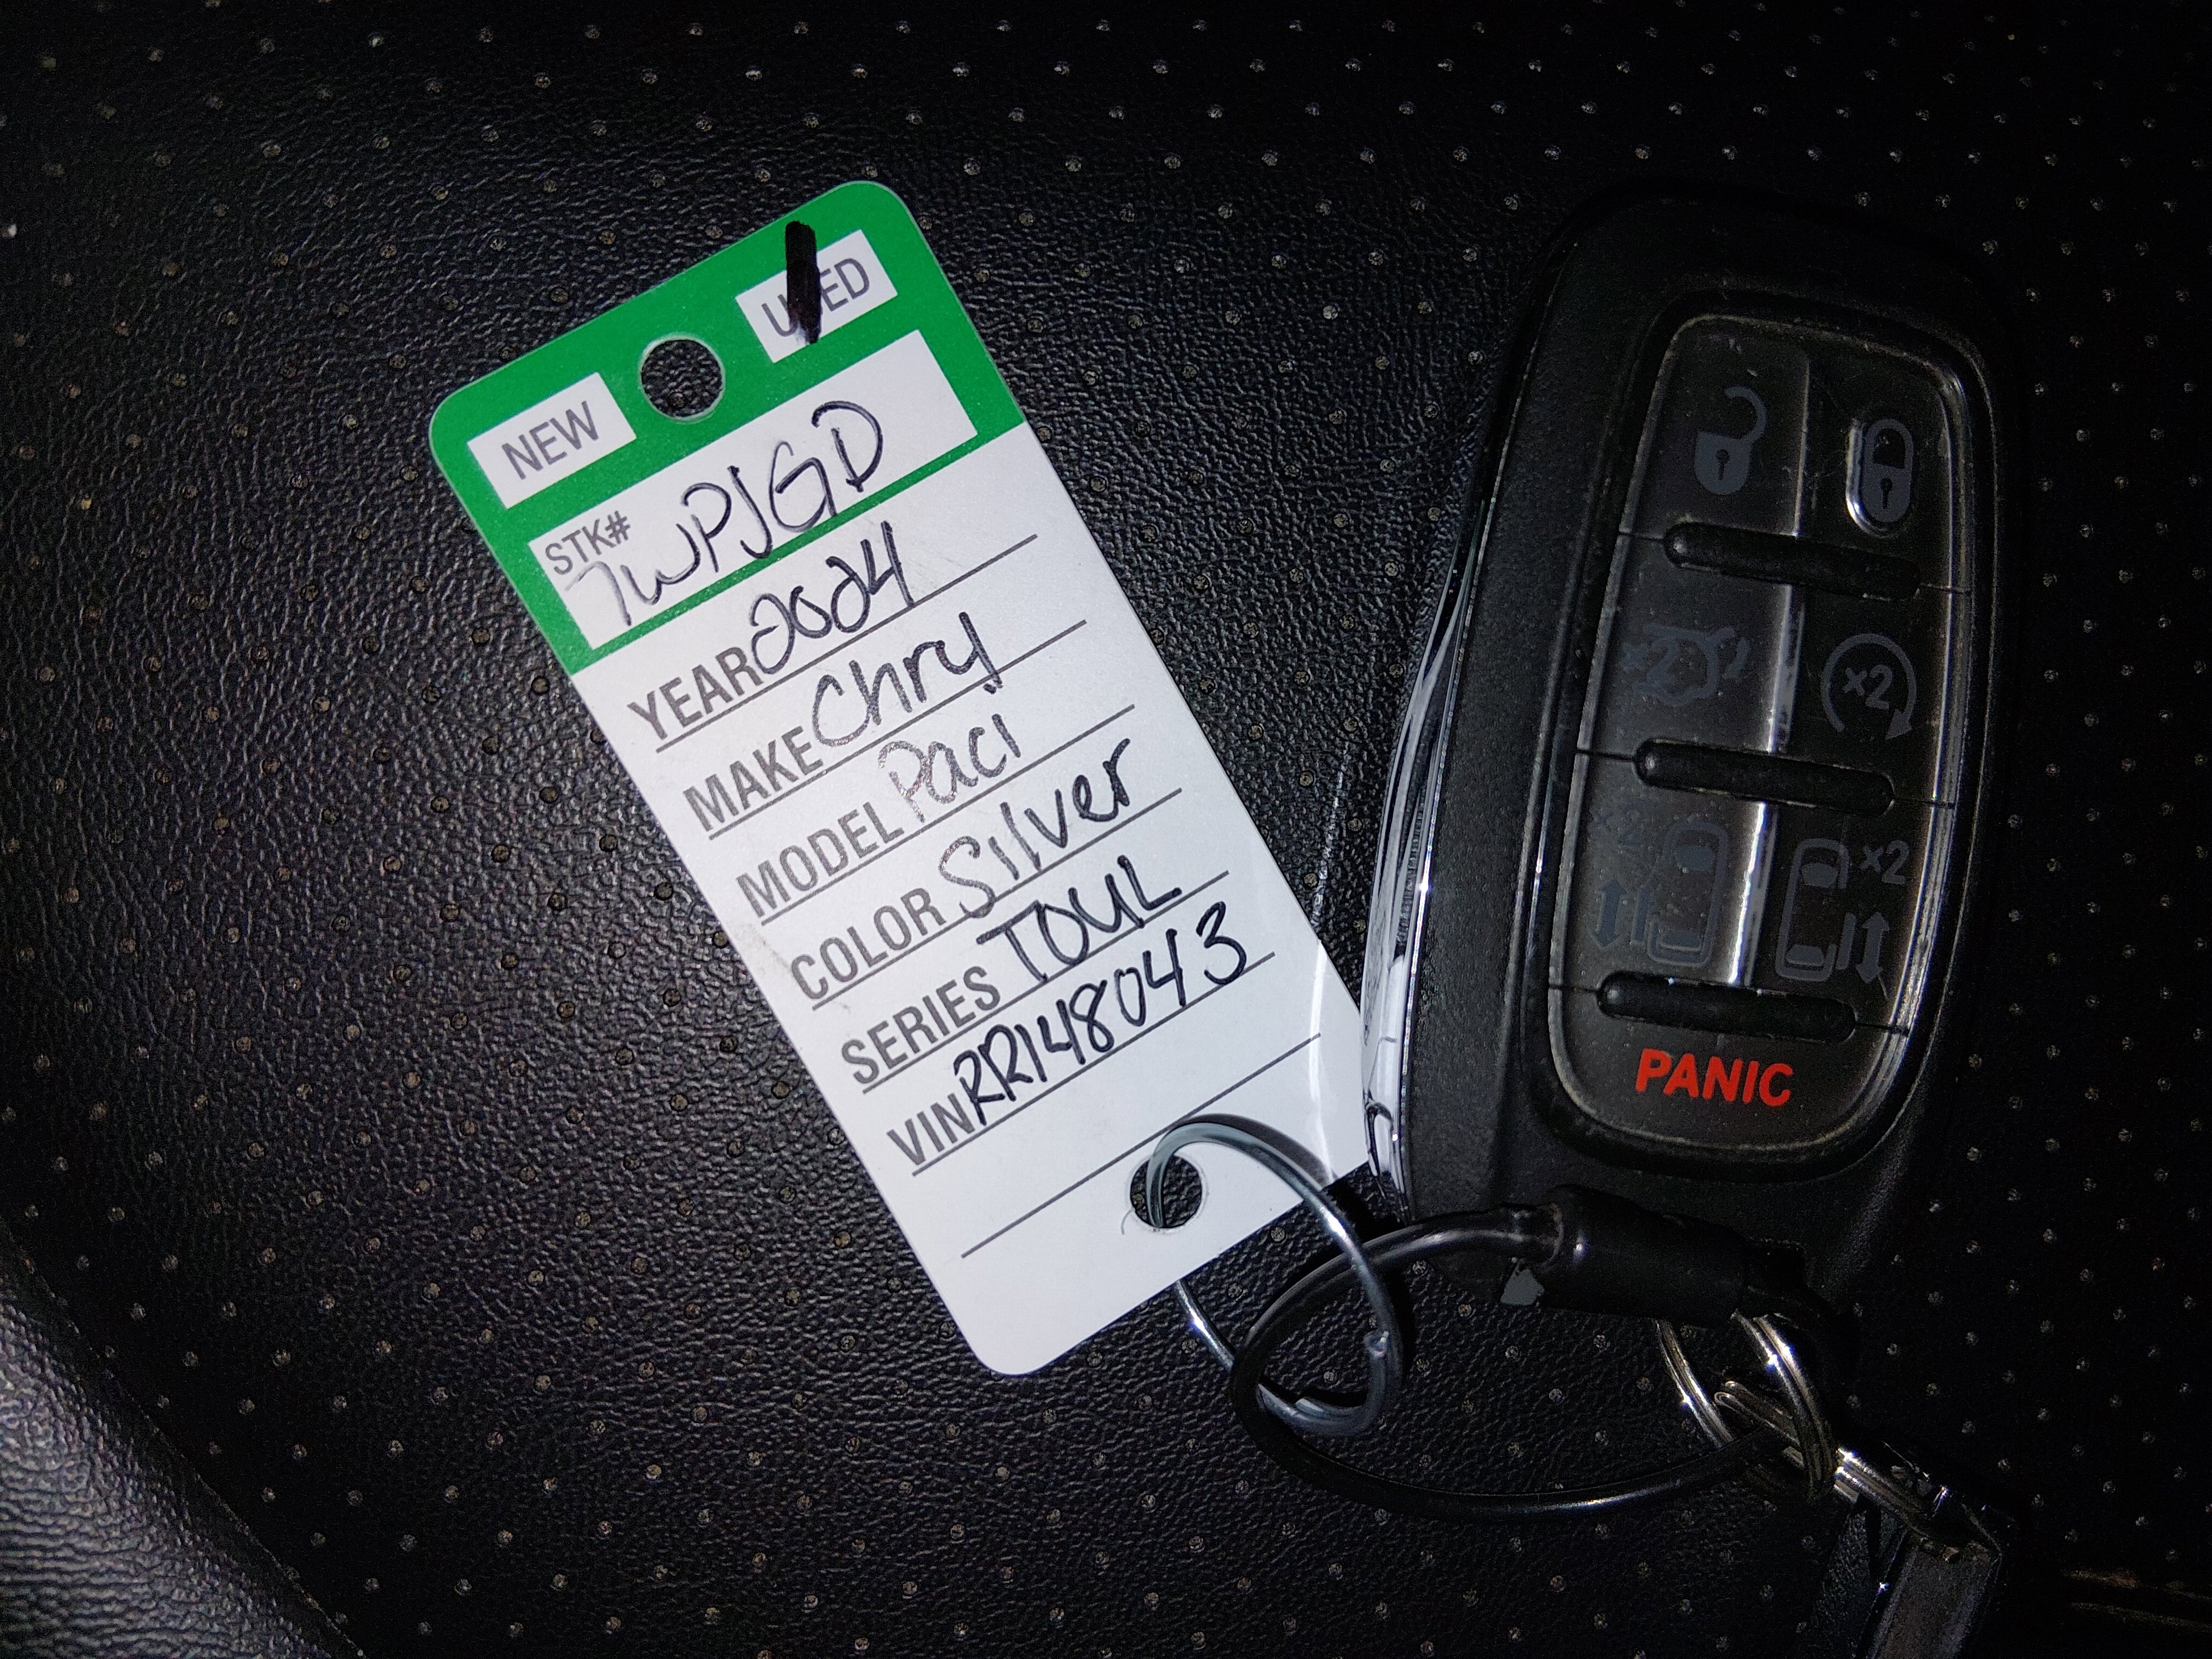 NEW
USED
STK# 7WPJGD
YEAR 2024
MAKE Chry
MODEL Paci
COLOR Silver
SERIES TOUL
VIN RR148043
x2 x2
x2 x2
PANIC